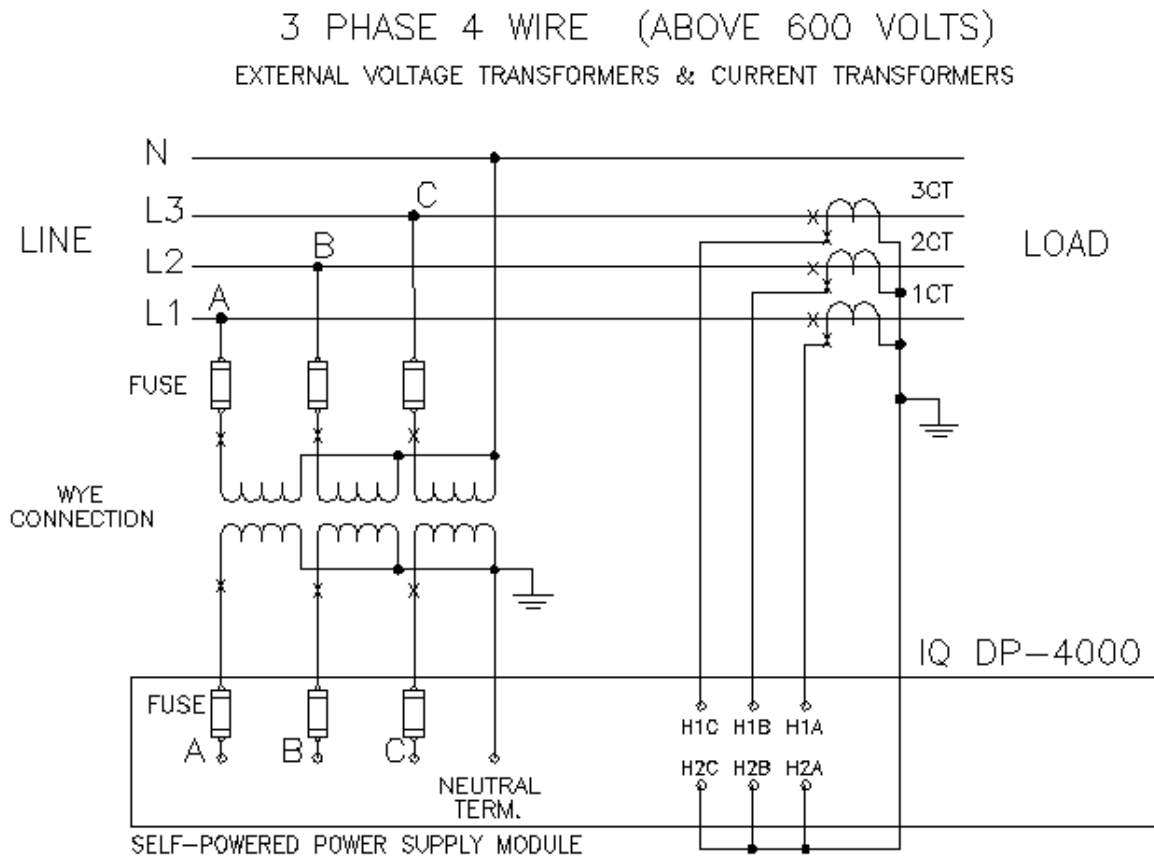 3 PHASE 4 WIRE (ABOVE 600 VOLTS)
EXTERNAL VOLTAGE TRANSFORMERS & CURRENT TRANSFORMERS
N
C
3CT
L3
LINE
B
2CT
LOAD
L2
A
1CT
L1
FUSE
WYE
CONNECTION
IQ DP-4000
FUSE
H1C H1B H1A
A B C
H2C H2B H2A
NEUTRAL
TERM.
SELF-POWERED POWER SUPPLY MODULE